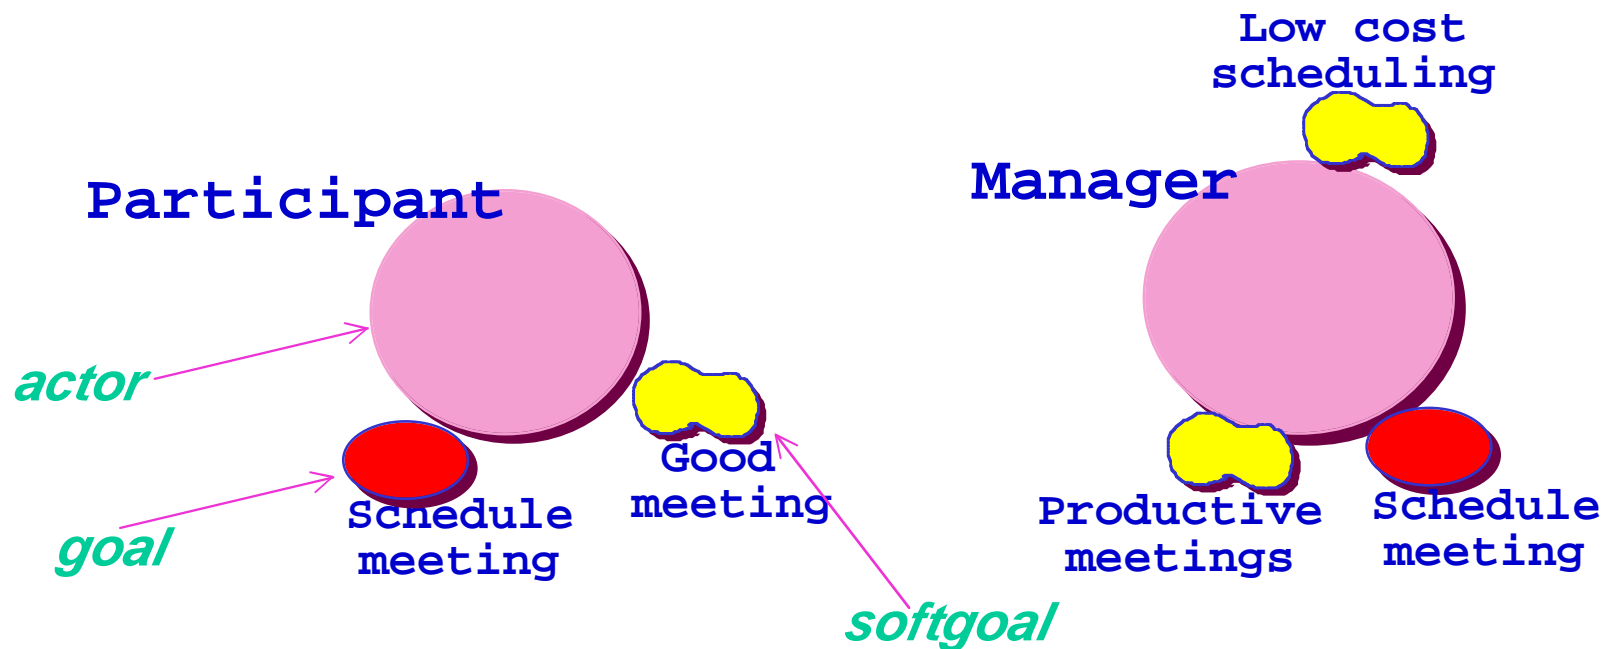 Low cost
scheduling
Participant
Manager
actor
Good
meeting
Schedule
meeting
goal
Productive
meetings
Schedule
meeting
softgoal